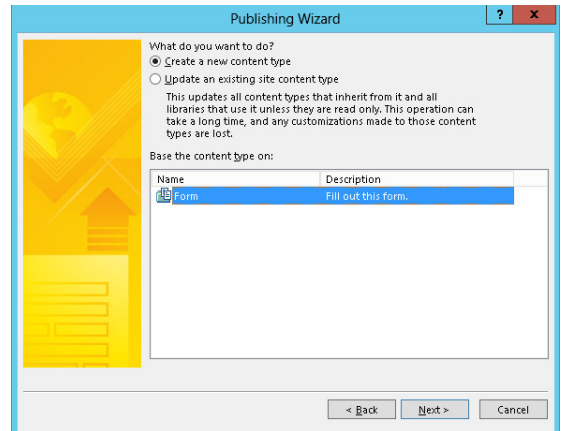 Publishing Wizard
? x
What do you want to do?
Create a new content type
Update an existing site content type
This updates all content types that inherit from it and all
libraries that use it unless they are read only. This operation can
take a long time, and any customizations made to those content
types are lost.
Base the content type on:
Name Description
Form Fill out this form.
< Back Next > Cancel